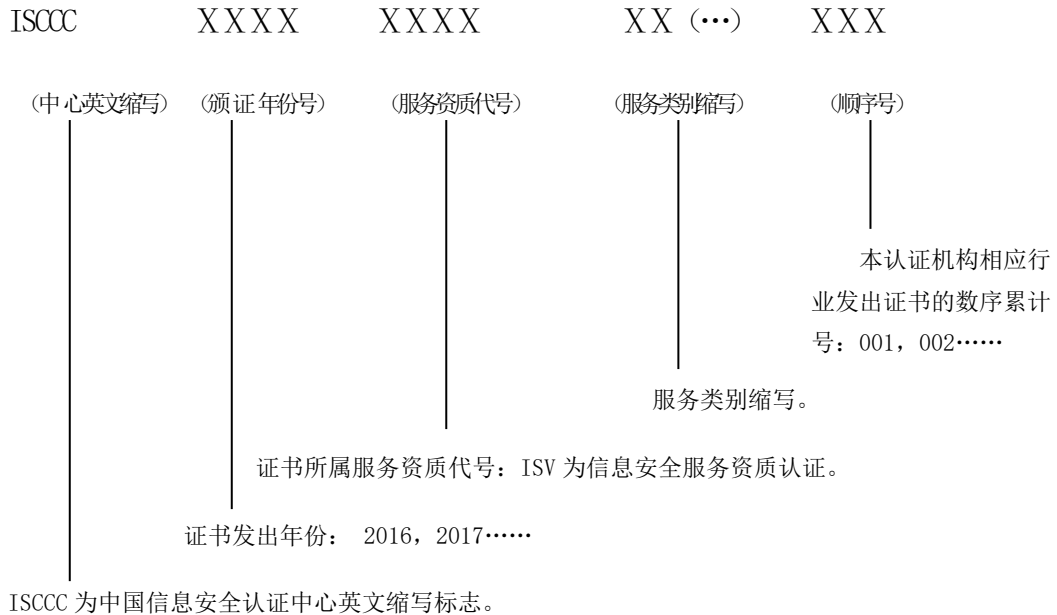 ISCCC XXXX XXXX XX（…） XXX
（中心英文缩写） （颁证年份号） （服务资质代号） （服务类别缩写） （顺序号）
本认证机构相应行
业发出证书的数序累计
号：001，002……
服务类别缩写。
证书所属服务资质代号：ISV 为信息安全服务资质认证。
证书发出年份： 2016，2017……
ISCCC 为中国信息安全认证中心英文缩写标志。